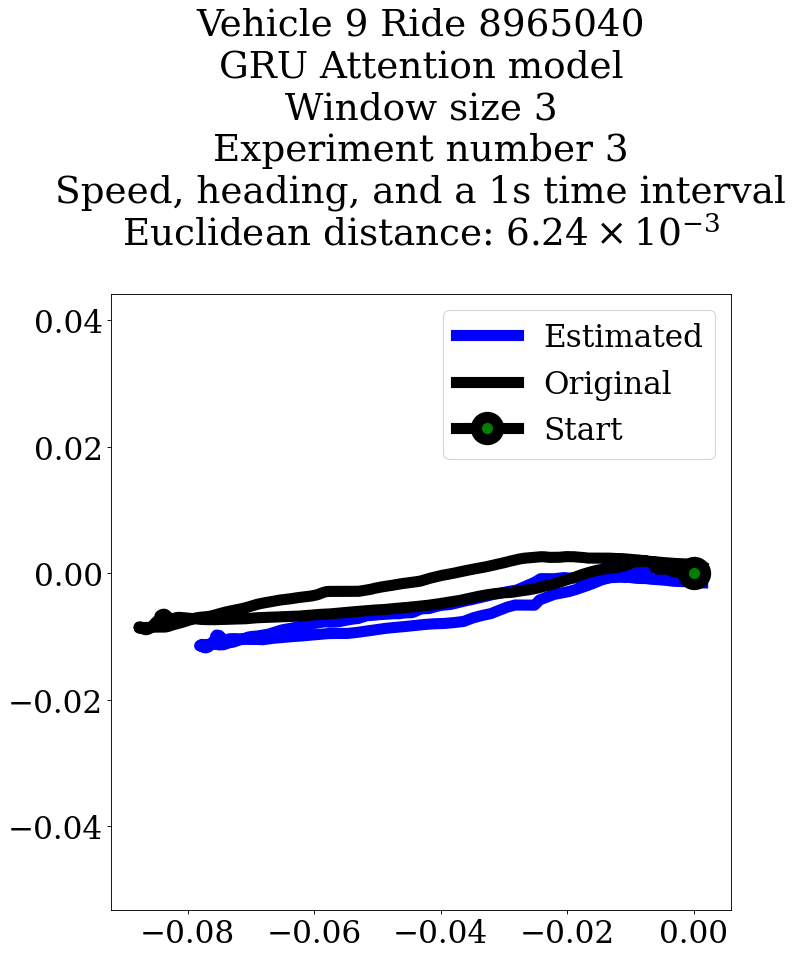 Vehicle 9 Ride 8965040
GRU Attention model
Window size 3
Experiment number 3
Speed, heading, and a 1s time interval
Euclidean distance: 6.24 × 10⁻³
0.04
Estimated
Original
Start
0.02
0.00
−0.02
−0.04
−0.08 −0.06 −0.04 −0.02 0.00